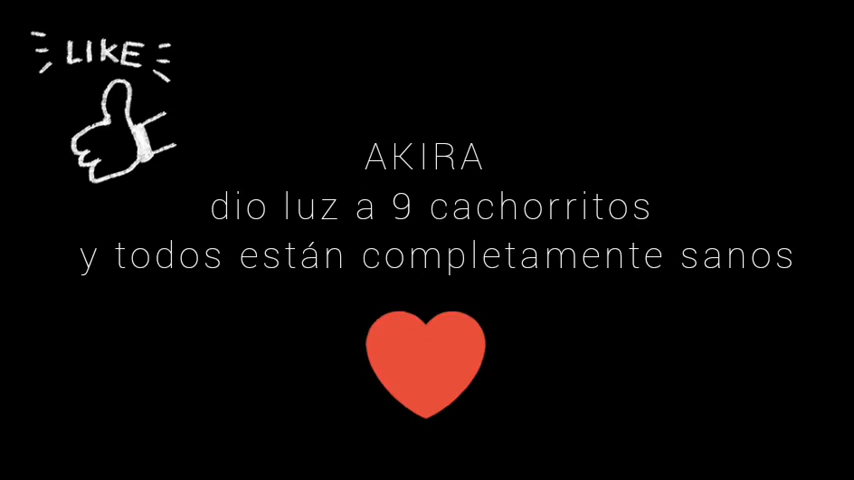 LIKE
AKIRA
dio luz a 9 cachorritos
y todos están completamente sanos